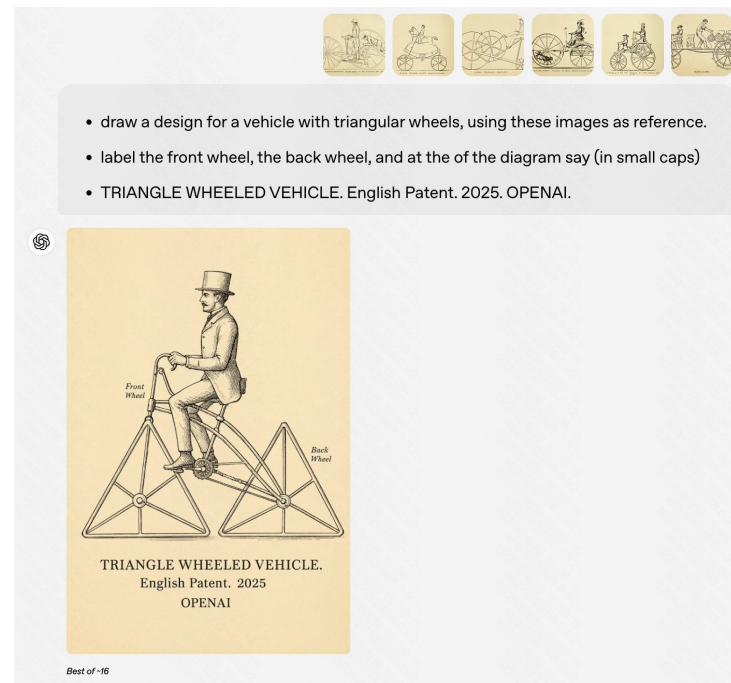 • draw a design for a vehicle with triangular wheels, using these images as reference.
• label the front wheel, the back wheel, and at the of the diagram say (in small caps)
• TRIANGLE WHEELED VEHICLE. English Patent. 2025. OPENAI.
Front
Wheel
Back
Wheel
TRIANGLE WHEELED VEHICLE.
English Patent. 2025
OPENAI
Best of ~16